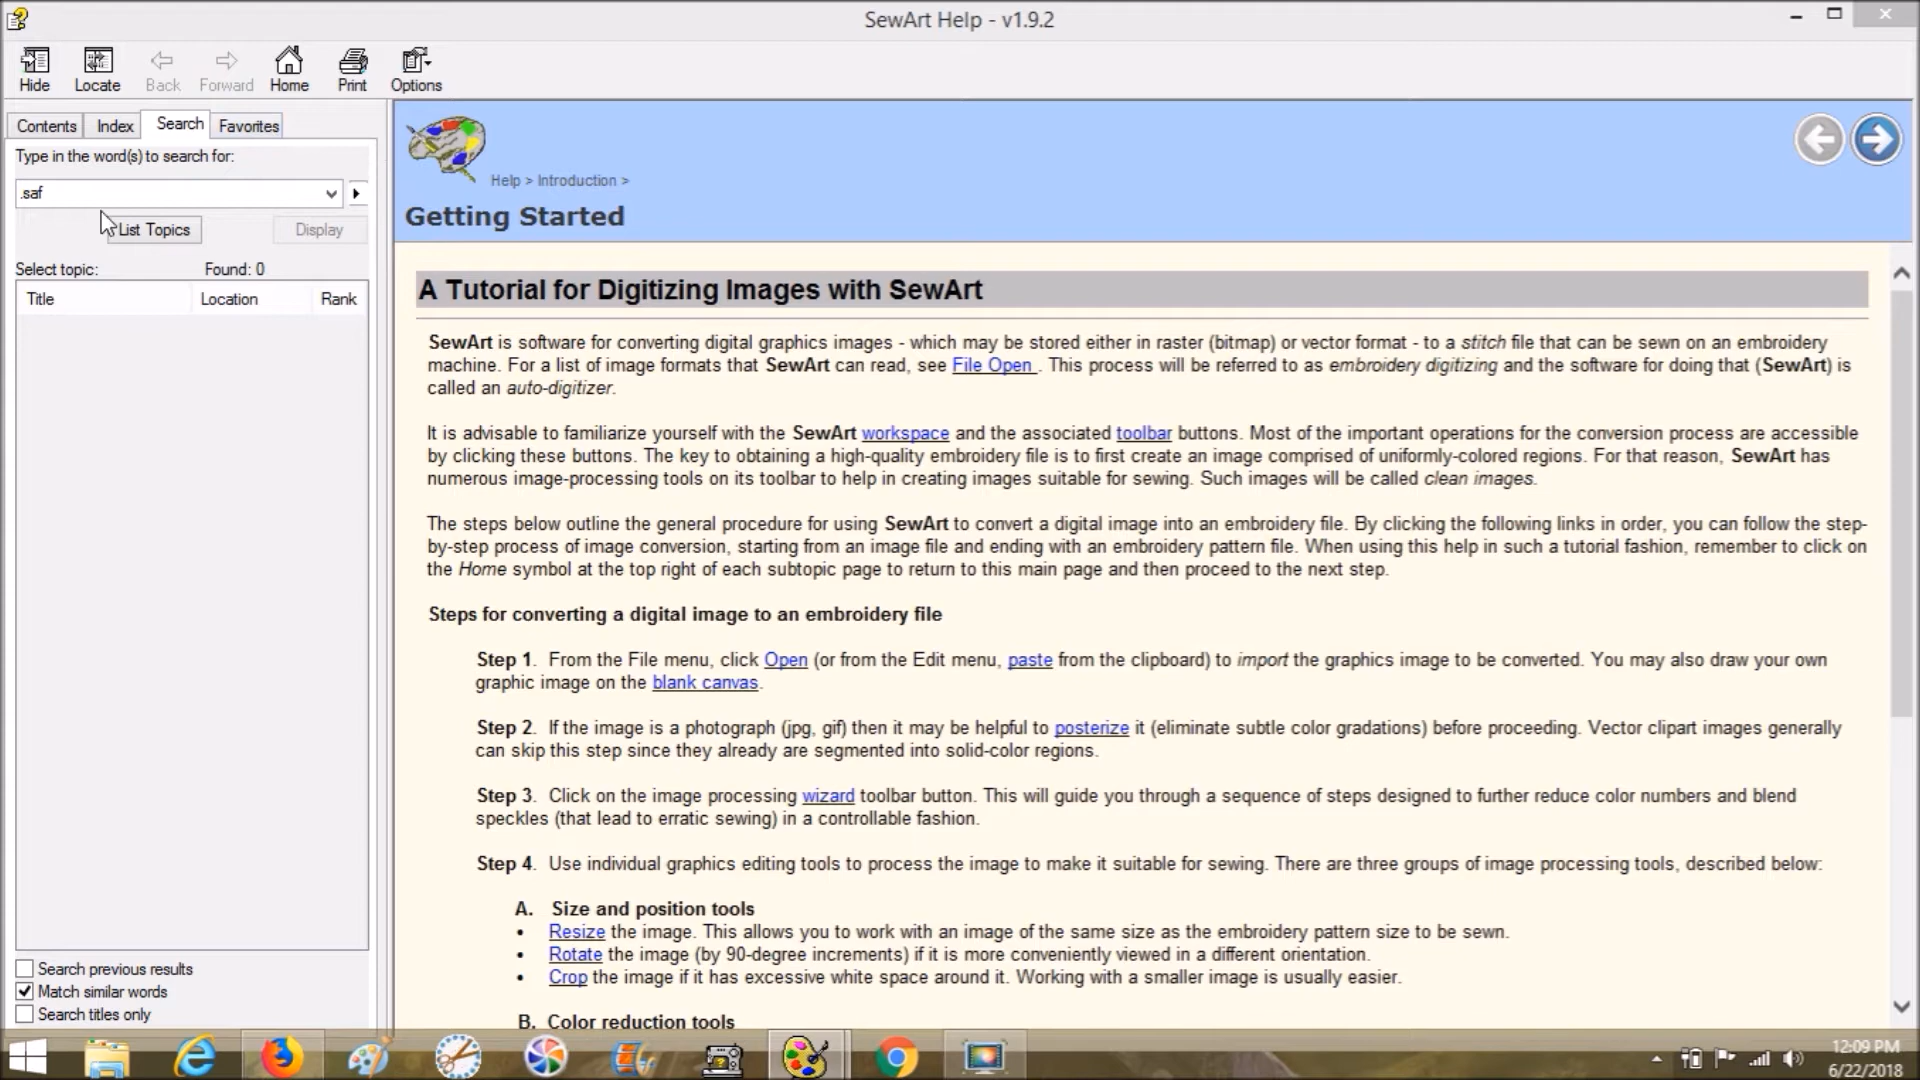 SewArt Help - v1.9.2
Hide Locate Back Forward Home Print Options
Contents Index Search Favorites
Type in the word(s) to search for:
.saf
List Topics Display
Select topic: Found: 0
Title Location Rank
Search previous results
Match similar words
Search titles only
Help > Introduction >
Getting Started
A Tutorial for Digitizing Images with SewArt
SewArt is software for converting digital graphics images - which may be stored either in raster (bitmap) or vector format - to a stitch file that can be sewn on an embroidery
machine. For a list of image formats that SewArt can read, see File Open . This process will be referred to as embroidery digitizing and the software for doing that (SewArt) is
called an auto-digitizer.
It is advisable to familiarize yourself with the SewArt workspace and the associated toolbar buttons. Most of the important operations for the conversion process are accessible
by clicking these buttons. The key to obtaining a high-quality embroidery file is to first create an image comprised of uniformly-colored regions. For that reason, SewArt has
numerous image-processing tools on its toolbar to help in creating images suitable for sewing. Such images will be called clean images.
The steps below outline the general procedure for using SewArt to convert a digital image into an embroidery file. By clicking the following links in order, you can follow the step-
by-step process of image conversion, starting from an image file and ending with an embroidery pattern file. When using this help in such a tutorial fashion, remember to click on
the Home symbol at the top right of each subtopic page to return to this main page and then proceed to the next step.
Steps for converting a digital image to an embroidery file
Step 1. From the File menu, click Open (or from the Edit menu, paste from the clipboard) to import the graphics image to be converted. You may also draw your own
graphic image on the blank canvas.
Step 2. If the image is a photograph (jpg, gif) then it may be helpful to posterize it (eliminate subtle color gradations) before proceeding. Vector clipart images generally
can skip this step since they already are segmented into solid-color regions.
Step 3. Click on the image processing wizard toolbar button. This will guide you through a sequence of steps designed to further reduce color numbers and blend
speckles (that lead to erratic sewing) in a controllable fashion.
Step 4. Use individual graphics editing tools to process the image to make it suitable for sewing. There are three groups of image processing tools, described below:
A. Size and position tools
• Resize the image. This allows you to work with an image of the same size as the embroidery pattern size to be sewn.
• Rotate the image (by 90-degree increments) if it is more conveniently viewed in a different orientation.
• Crop the image if it has excessive white space around it. Working with a smaller image is usually easier.
B. Color reduction tools
12:09 PM
6/22/2018